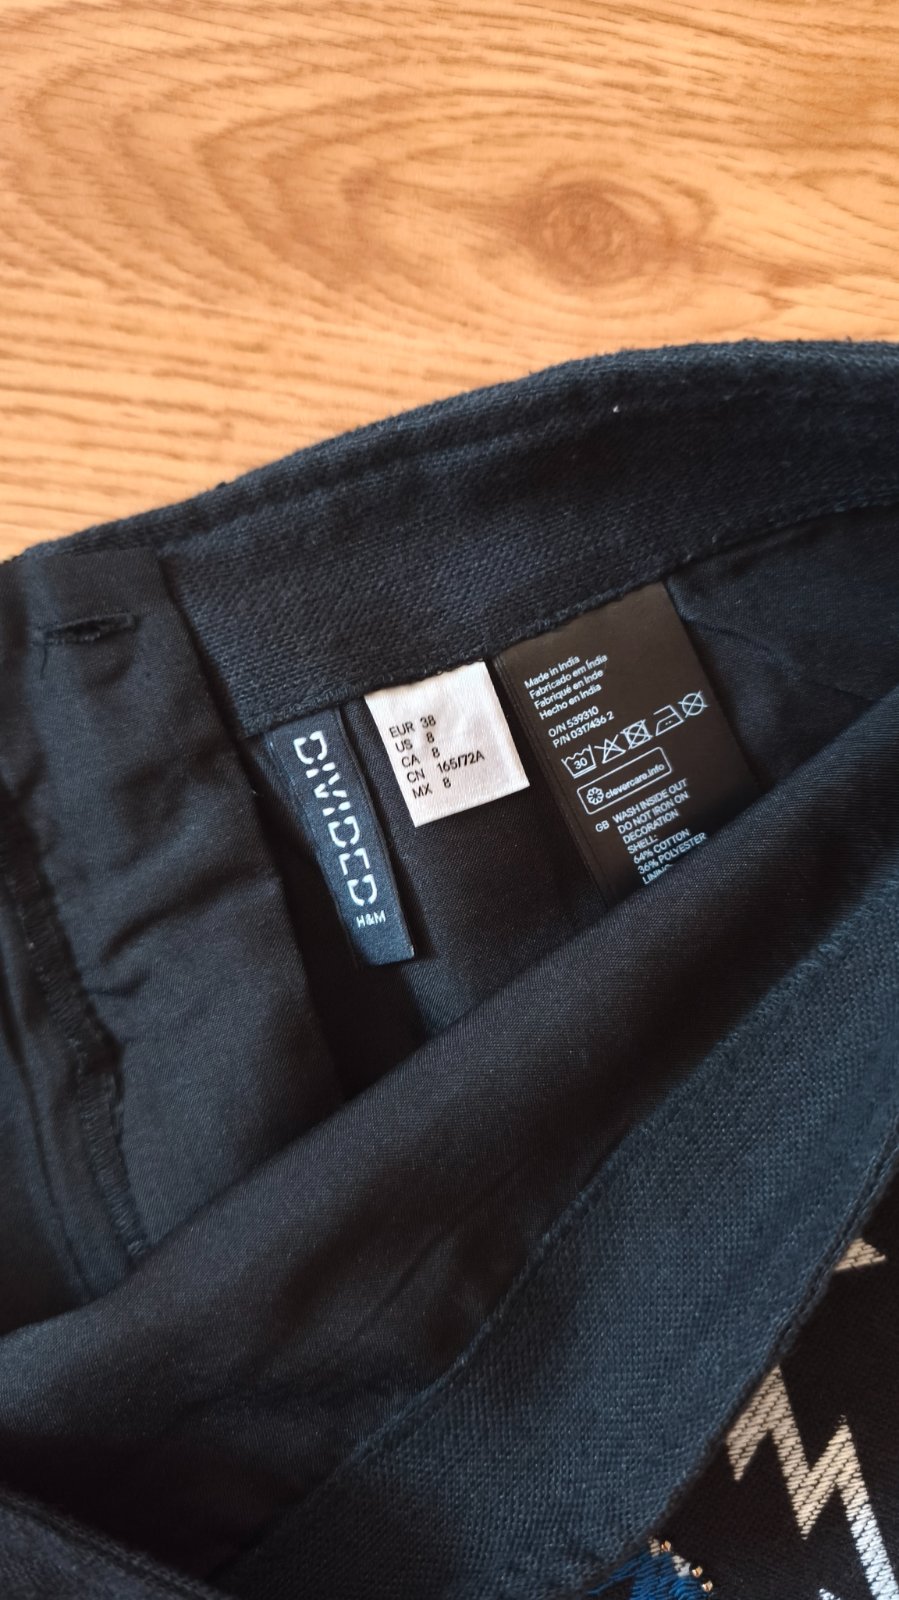 DIVIDED
H&M
EUR 38
US 8
CA 8
CN 165/72A
MX 8
Made in India
Fabricado em Índia
Fabriqué en Inde
Hecho en India
O/N 539310
P/N 0317436 2
30
clevercare.info
GB WASH INSIDE OUT
DO NOT IRON ON
DECORATION
SHELL:
64% COTTON
36% POLYESTER